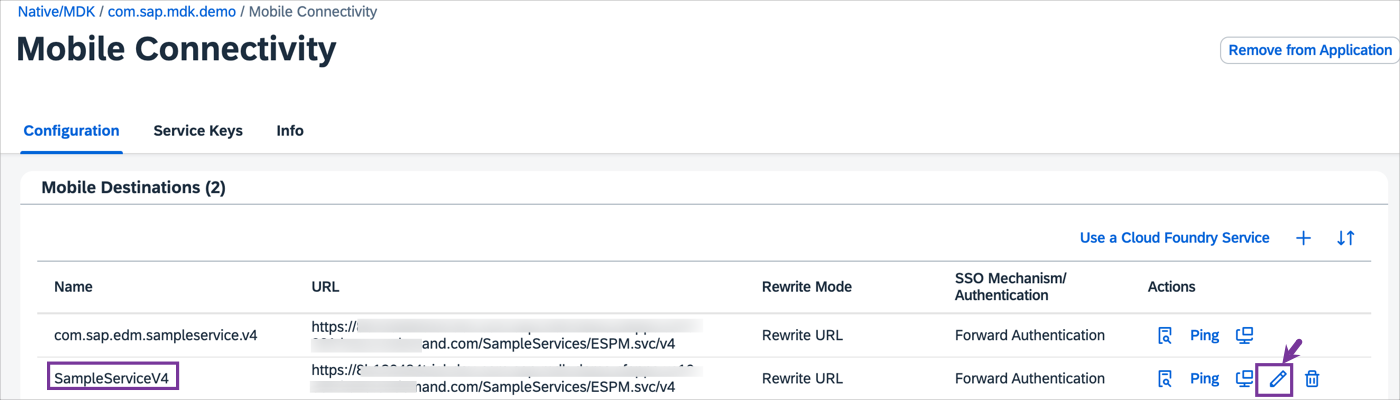 Native/MDK / com.sap.mdk.demo / Mobile Connectivity
Mobile Connectivity
Remove from Application
Configuration Service Keys Info
Mobile Destinations (2)
Use a Cloud Foundry Service
Name URL Rewrite Mode SSO Mechanism/ Authentication Actions
com.sap.edm.sampleservice.v4 https:// Rewrite URL Forward Authentication Ping
and.com/SampleServices/ESPM.svc/v4
SampleServiceV4 https:// Rewrite URL Forward Authentication Ping
and.com/SampleServices/ESPM.svc/v4